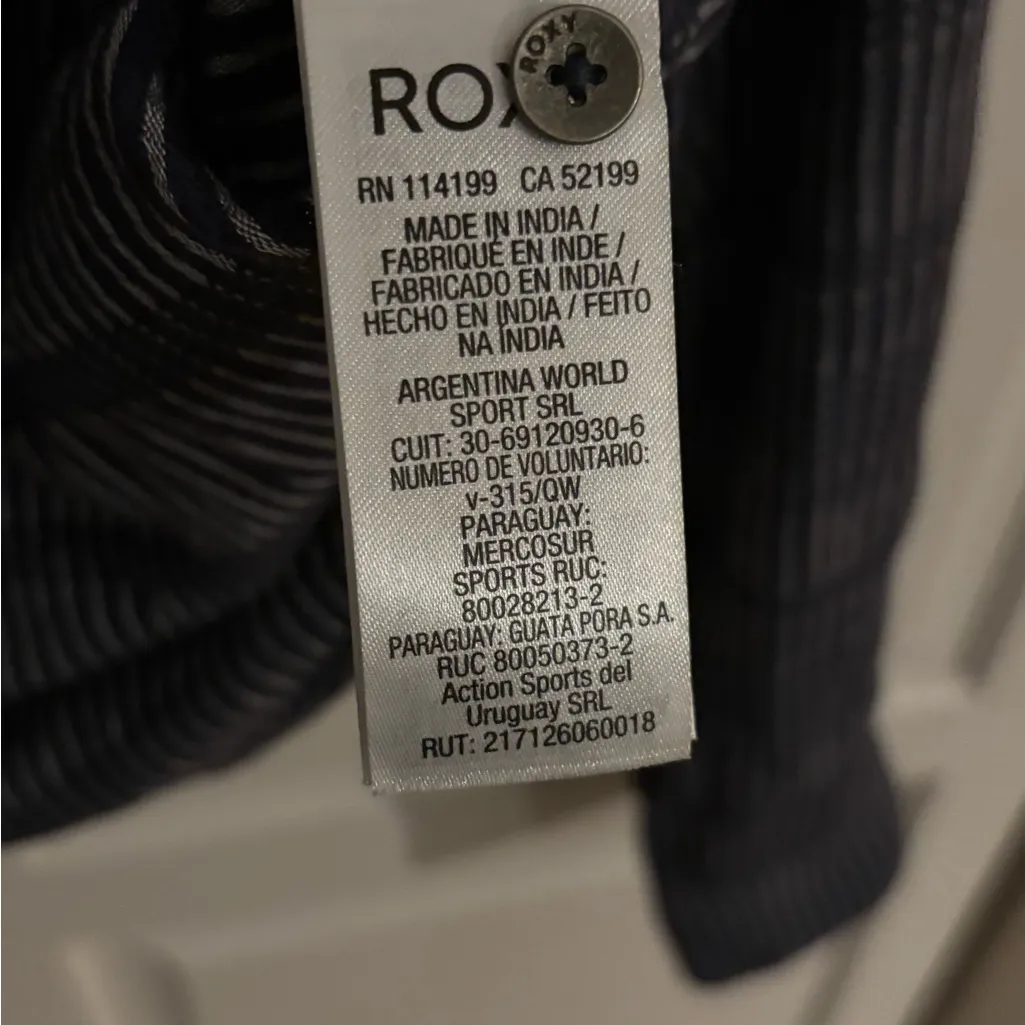 ROXY
ROXY
RN 114199 CA 52199
MADE IN INDIA /
FABRIQUÉ EN INDE /
FABRICADO EN INDIA /
HECHO EN INDIA / FEITO
NA ÍNDIA
ARGENTINA WORLD
SPORT SRL
CUIT: 30-69120930-6
NUMERO DE VOLUNTARIO:
v-315/QW
PARAGUAY:
MERCOSUR
SPORTS RUC:
80028213-2
PARAGUAY: GUATA PORA S.A.
RUC 80050373-2
Action Sports del
Uruguay SRL
RUT: 217126060018